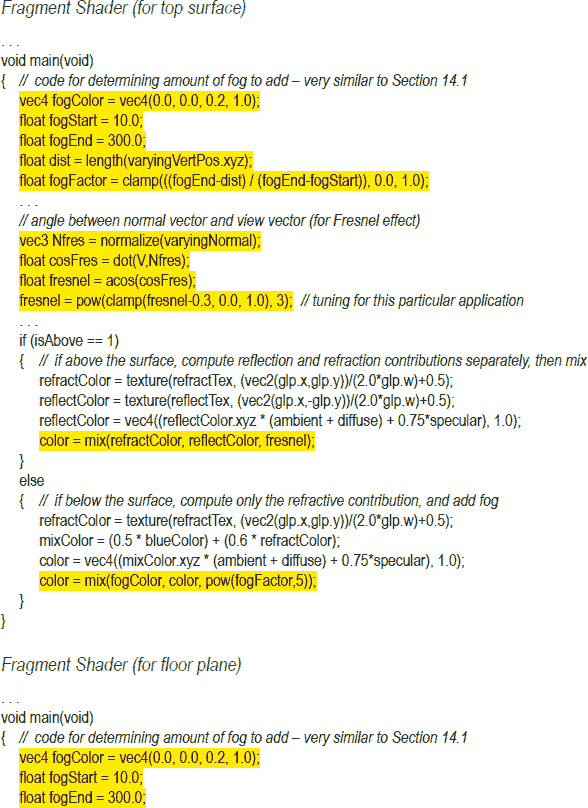 Fragment Shader (for top surface)
. . .
void main(void)
{ // code for determining amount of fog to add – very similar to Section 14.1
vec4 fogColor = vec4(0.0, 0.0, 0.2, 1.0);
float fogStart = 10.0;
float fogEnd = 300.0;
float dist = length(varyingVertPos.xyz);
float fogFactor = clamp(((fogEnd-dist) / (fogEnd-fogStart)), 0.0, 1.0);
. . .
// angle between normal vector and view vector (for Fresnel effect)
vec3 Nfres = normalize(varyingNormal);
float cosFres = dot(V,Nfres);
float fresnel = acos(cosFres);
fresnel = pow(clamp(fresnel-0.3, 0.0, 1.0), 3); // tuning for this particular application
. . .
if (isAbove == 1)
{ // if above the surface, compute reflection and refraction contributions separately, then mix
refractColor = texture(refractTex, (vec2(glp.x,glp.y))/(2.0*glp.w)+0.5);
reflectColor = texture(reflectTex, (vec2(glp.x,-glp.y))/(2.0*glp.w)+0.5);
reflectColor = vec4((reflectColor.xyz * (ambient + diffuse) + 0.75*specular), 1.0);
color = mix(refractColor, reflectColor, fresnel);
}
else
{ // if below the surface, compute only the refractive contribution, and add fog
refractColor = texture(refractTex, (vec2(glp.x,glp.y))/(2.0*glp.w)+0.5);
mixColor = (0.5 * blueColor) + (0.6 * refractColor);
color = vec4((mixColor.xyz * (ambient + diffuse) + 0.75*specular), 1.0);
color = mix(fogColor, color, pow(fogFactor,5));
}
}
Fragment Shader (for floor plane)
. . .
void main(void)
{ // code for determining amount of fog to add – very similar to Section 14.1
vec4 fogColor = vec4(0.0, 0.0, 0.2, 1.0);
float fogStart = 10.0;
float fogEnd = 300.0;